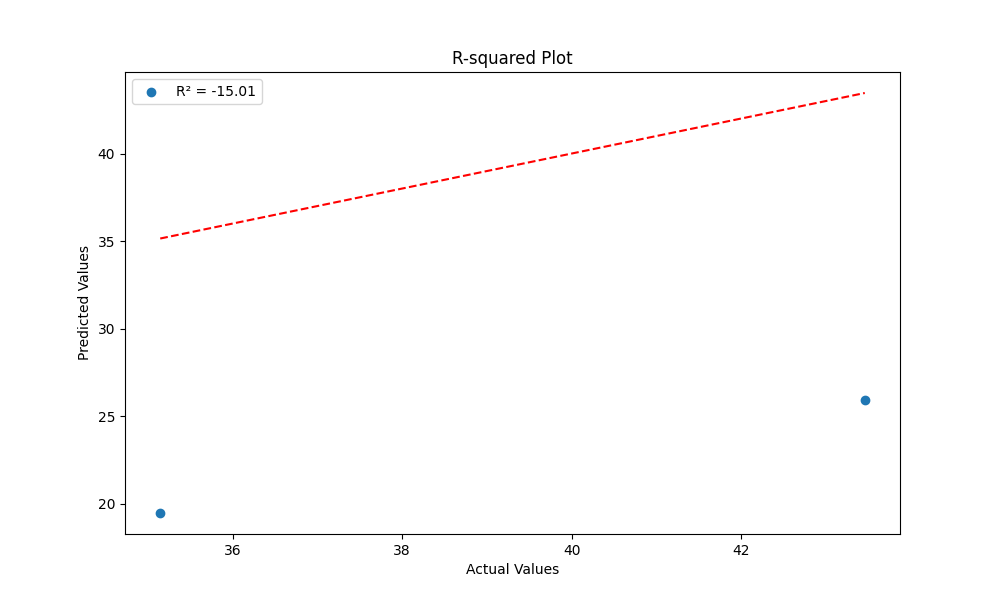 R-squared Plot
R² = -15.01
Predicted Values
40
35
30
25
20
36
38
40
42
Actual Values